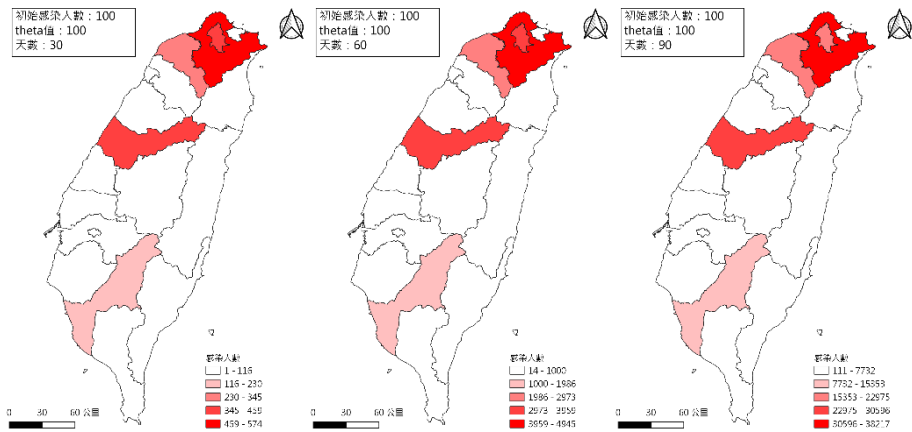 初始感染人數：100
theta值：100
天數：30
感染人數
1 - 116
116 - 230
230 - 345
345 - 459
459 - 574
0 30 60 公里
初始感染人數：100
theta值：100
天數：60
感染人數
14 - 1000
1000 - 1986
1986 - 2973
2973 - 3959
3959 - 4945
0 30 60 公里
初始感染人數：100
theta值：100
天數：90
感染人數
111 - 7732
7732 - 15353
15353 - 22975
22975 - 30596
30596 - 38217
0 30 60 公里